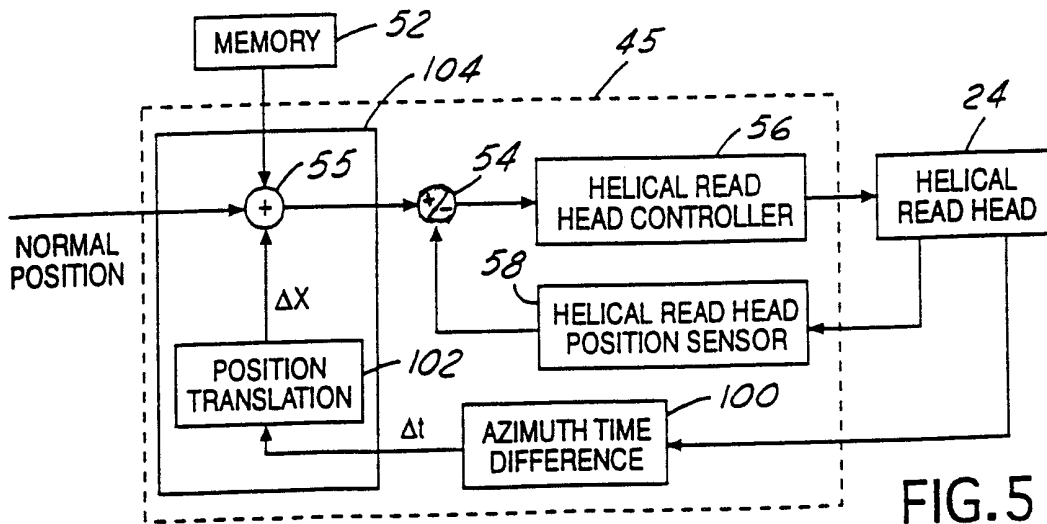 MEMORY
52
104
45
24
55
54
56
+
+/-
HELICAL READ
HEAD CONTROLLER
HELICAL
READ HEAD
NORMAL
POSITION
ΔX
58
HELICAL READ HEAD
POSITION SENSOR
POSITION
TRANSLATION
102
Δt
100
AZIMUTH TIME
DIFFERENCE
FIG.5